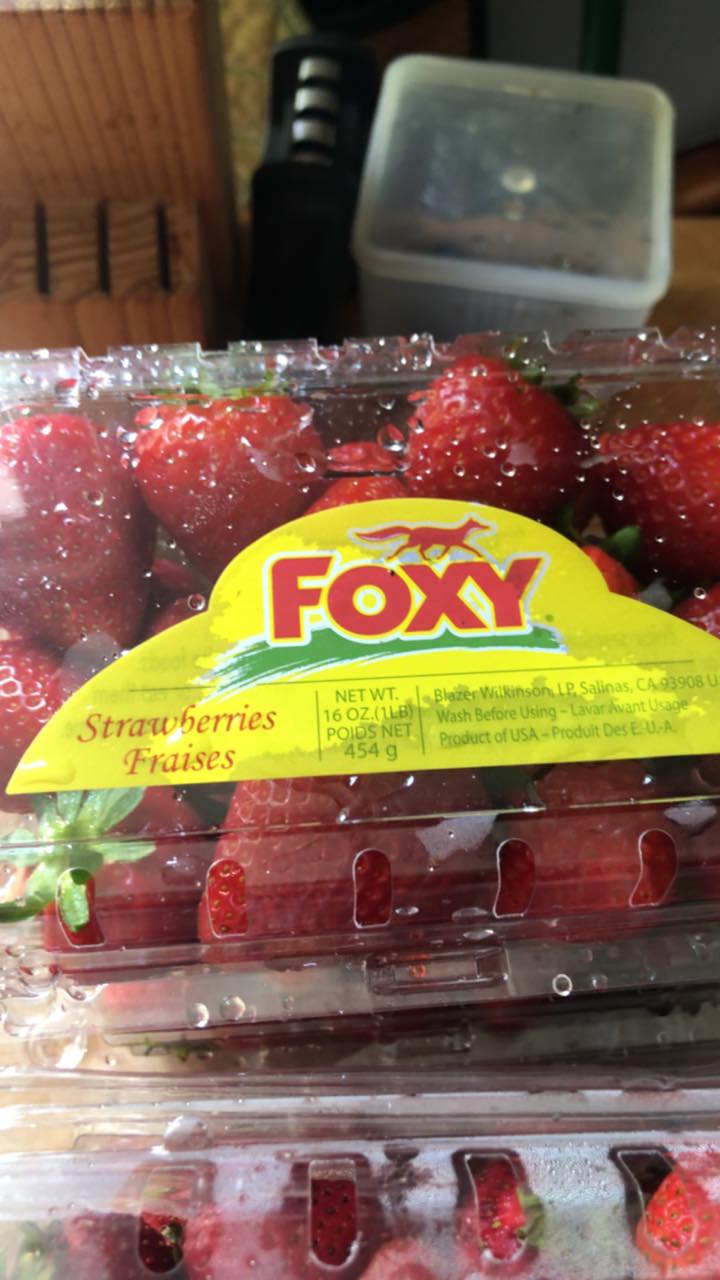 FOXY
Strawberries
Fraises
NET WT.
16 OZ.(1LB)
POIDS NET
454 g
Blazer Wilkinson, LP, Salinas, CA 93908 U
Wash Before Using – Lavar Avant Usage
Product of USA – Produit Des E.-U.-A.